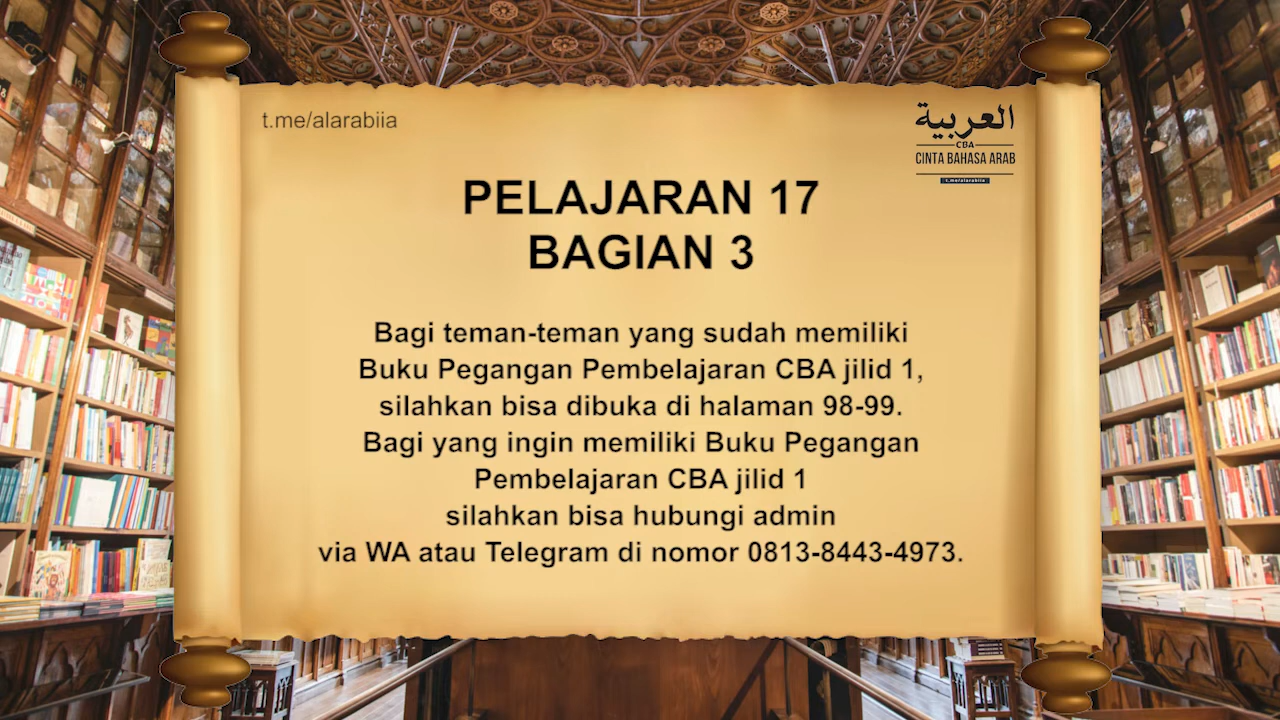 t.me/alarabiia
العربية
CBA
CINTA BAHASA ARAB
t.me/alarabiia
PELAJARAN 17
BAGIAN 3
Bagi teman-teman yang sudah memiliki
Buku Pegangan Pembelajaran CBA jilid 1,
silahkan bisa dibuka di halaman 98-99.
Bagi yang ingin memiliki Buku Pegangan
Pembelajaran CBA jilid 1
silahkan bisa hubungi admin
via WA atau Telegram di nomor 0813-8443-4973.